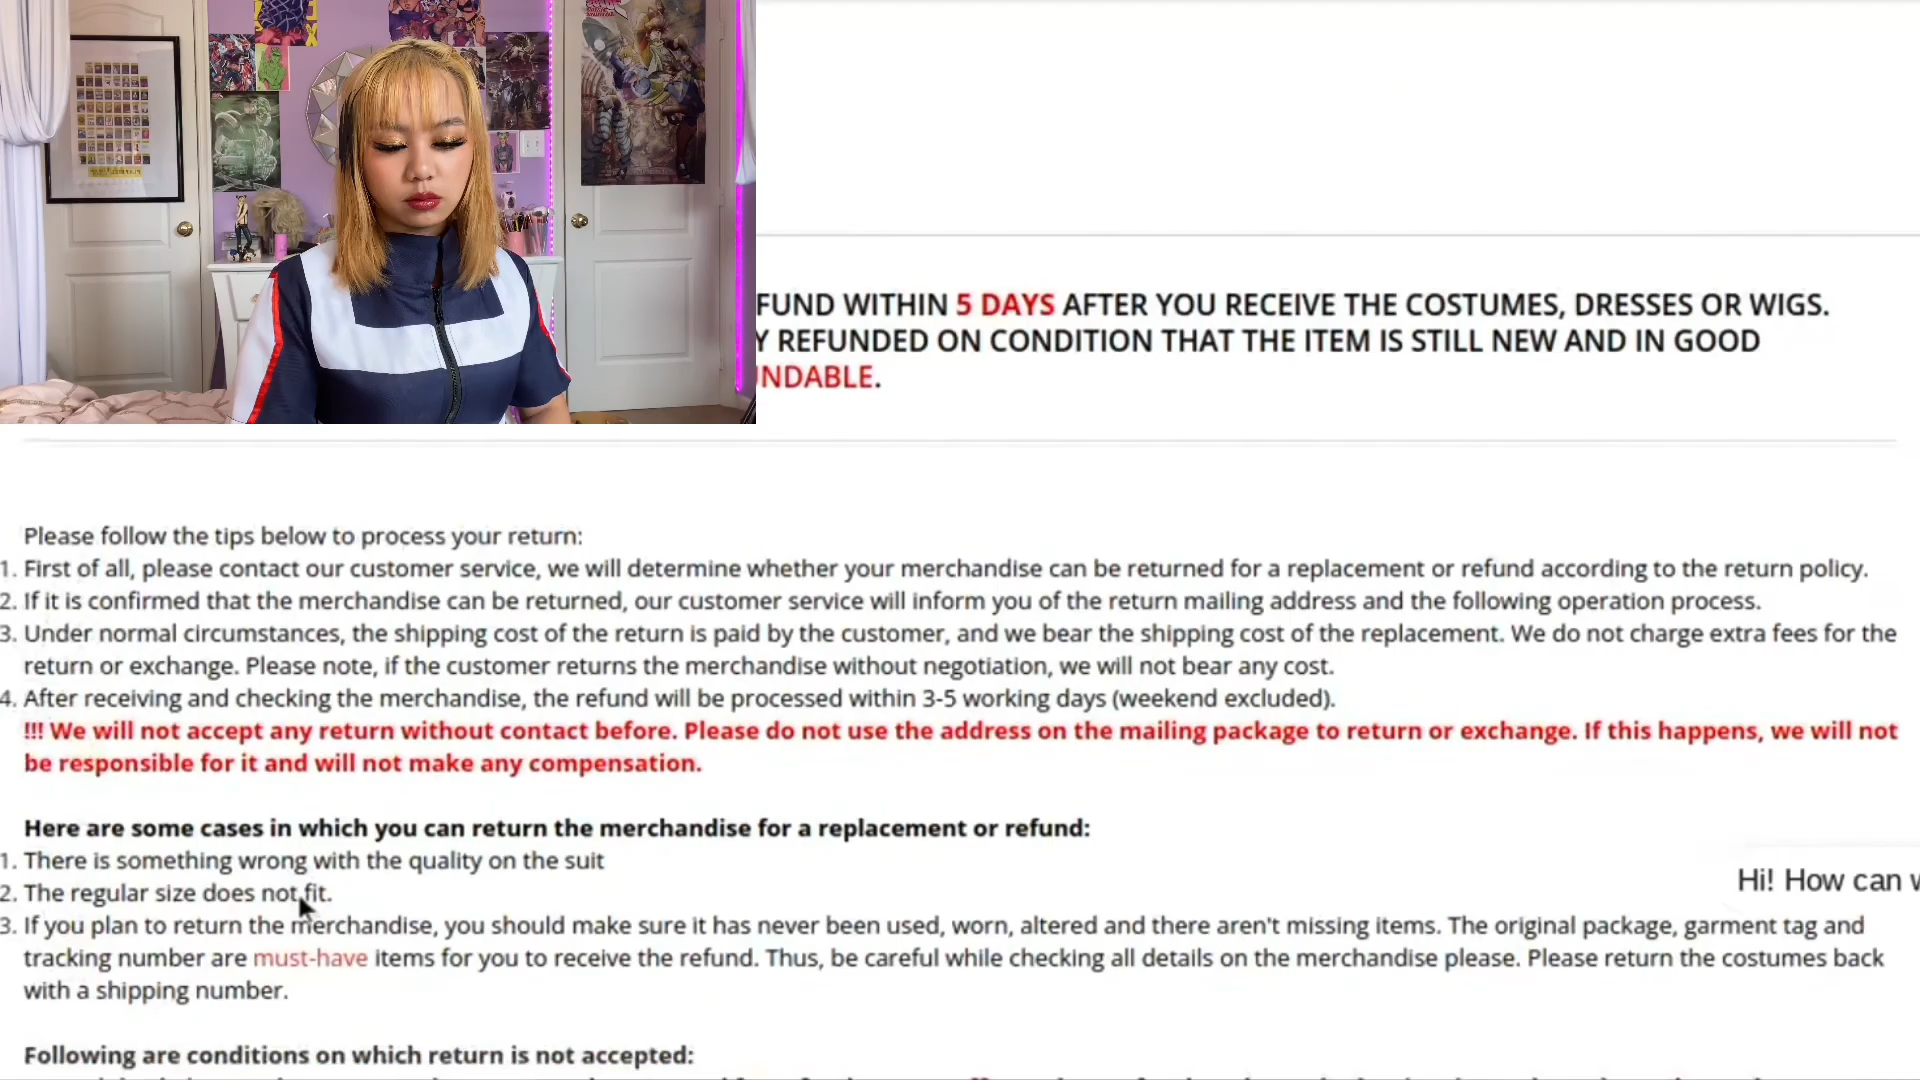 FUND WITHIN 5 DAYS AFTER YOU RECEIVE THE COSTUMES, DRESSES OR WIGS.
Y REFUNDED ON CONDITION THAT THE ITEM IS STILL NEW AND IN GOOD
NDABLE.
Please follow the tips below to process your return:
1. First of all, please contact our customer service, we will determine whether your merchandise can be returned for a replacement or refund according to the return policy.
2. If it is confirmed that the merchandise can be returned, our customer service will inform you of the return mailing address and the following operation process.
3. Under normal circumstances, the shipping cost of the return is paid by the customer, and we bear the shipping cost of the replacement. We do not charge extra fees for the
return or exchange. Please note, if the customer returns the merchandise without negotiation, we will not bear any cost.
4. After receiving and checking the merchandise, the refund will be processed within 3-5 working days (weekend excluded).
!!! We will not accept any return without contact before. Please do not use the address on the mailing package to return or exchange. If this happens, we will not
be responsible for it and will not make any compensation.
Here are some cases in which you can return the merchandise for a replacement or refund:
1. There is something wrong with the quality on the suit
Hi! How can w
2. The regular size does not fit.
3. If you plan to return the merchandise, you should make sure it has never been used, worn, altered and there aren't missing items. The original package, garment tag and
tracking number are must-have items for you to receive the refund. Thus, be careful while checking all details on the merchandise please. Please return the costumes back
with a shipping number.
Following are conditions on which return is not accepted: